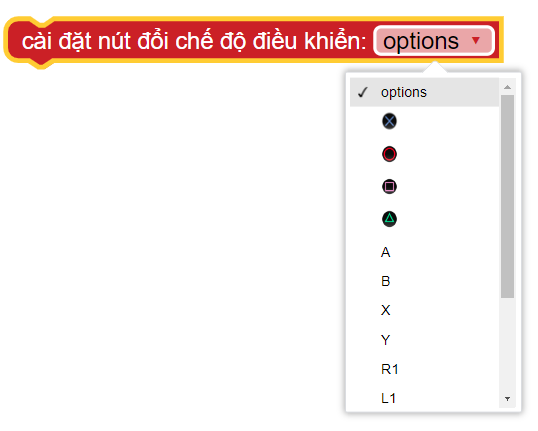 cài đặt nút đổi chế độ điều khiển: options
options
A
B
X
Y
R1
L1